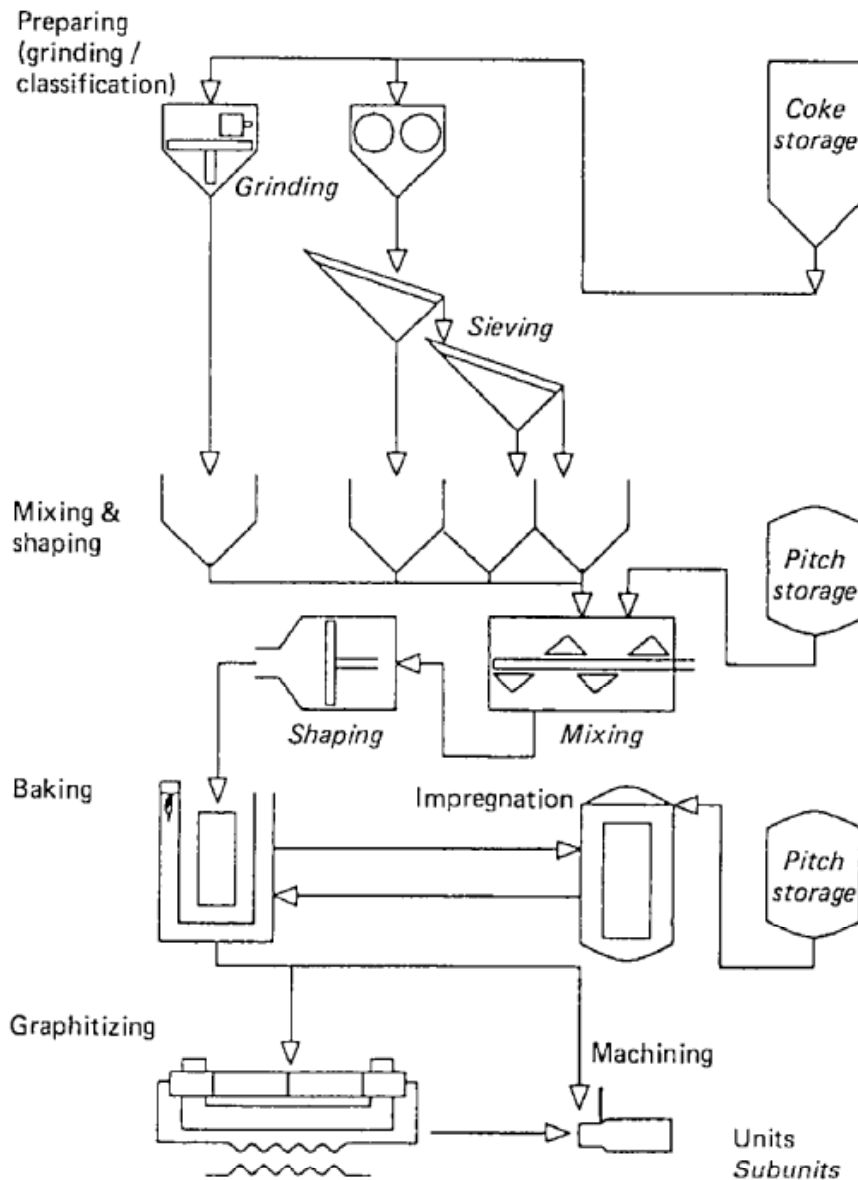 Preparing
(grinding /
classification)
Coke
storage
Grinding
Sieving
Mixing &
shaping
Pitch
storage
Shaping
Mixing
Baking
Impregnation
Pitch
storage
Graphitizing
Machining
Units
Subunits